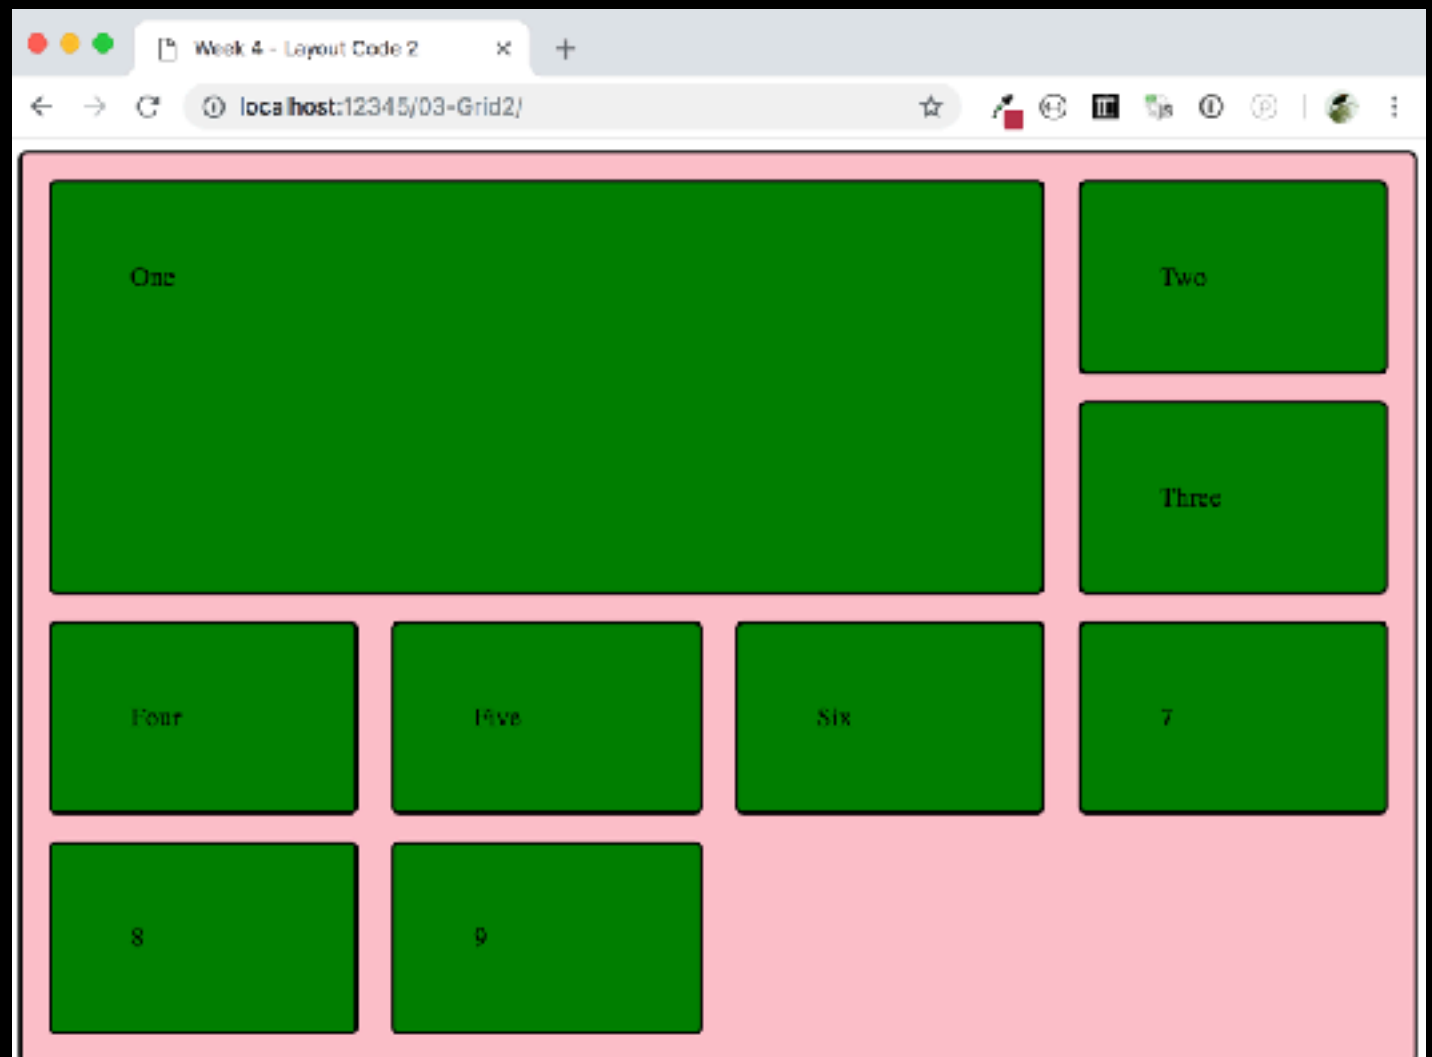 Week 4 - Layout Code 2
localhost:12345/03-Grid2/
One
Two
Three
Four
Five
Six
7
8
9